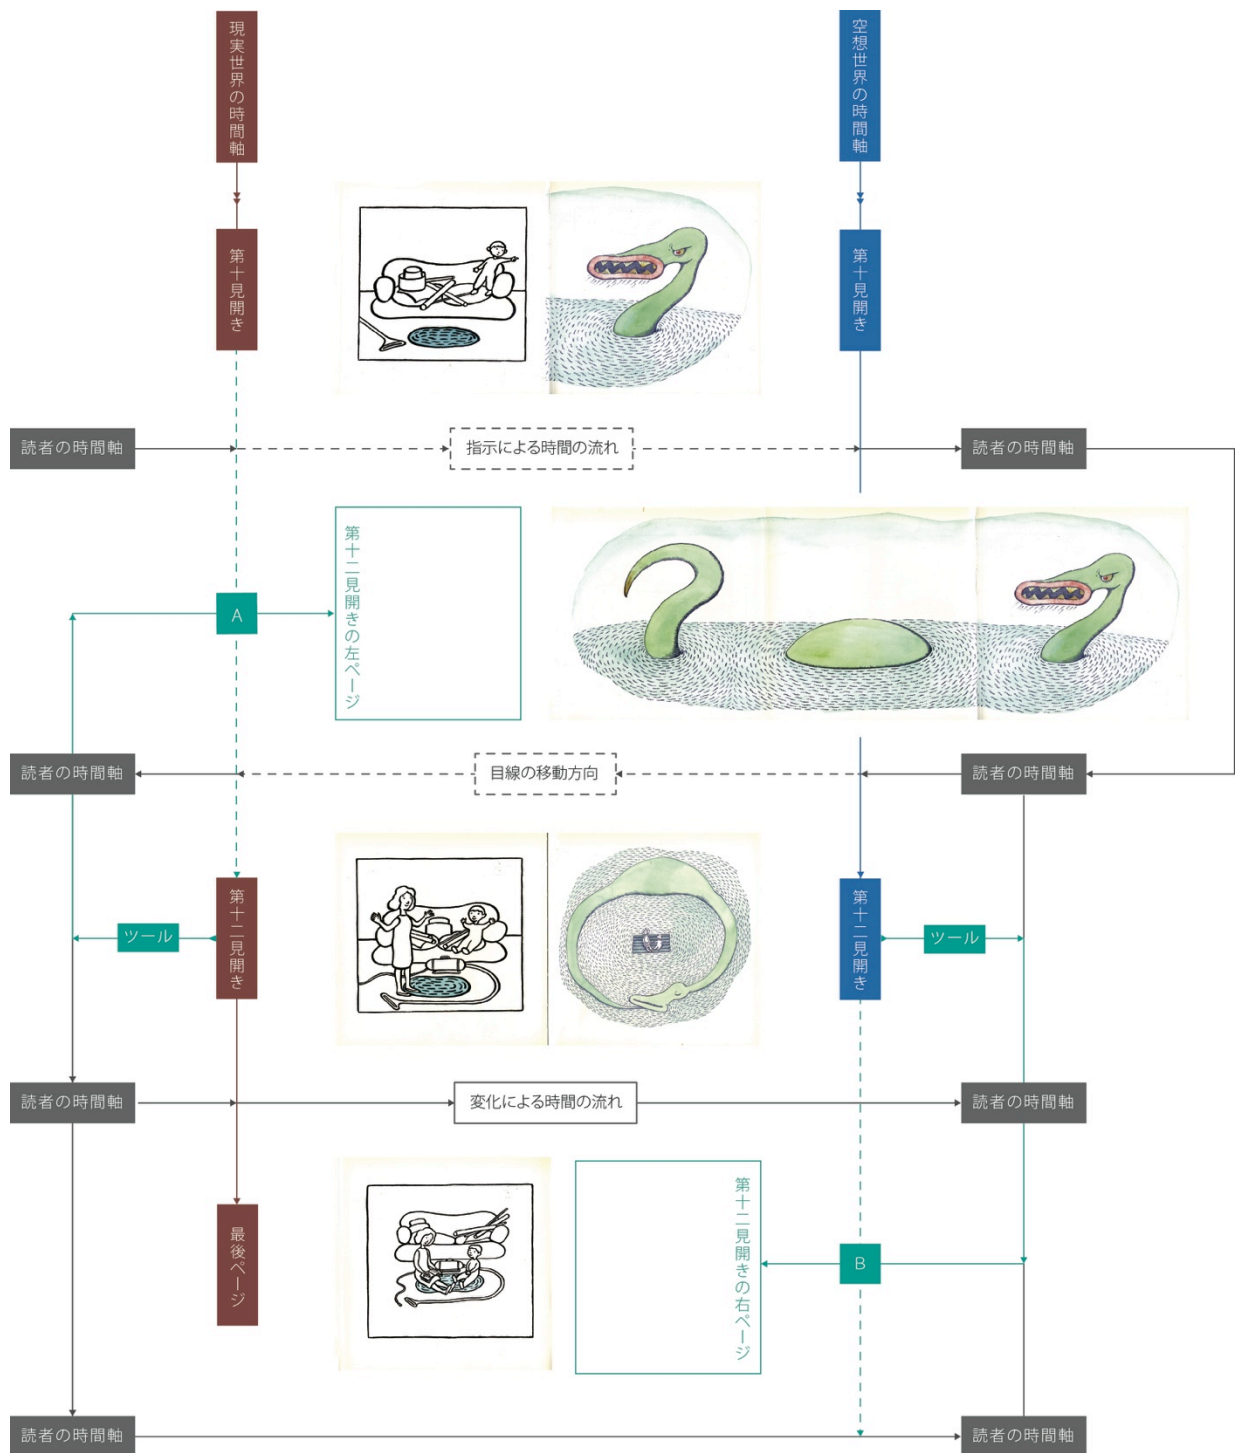 現実世界の時間軸
空想世界の時間軸
第十見開き
第十見開き
読者の時間軸
指示による時間の流れ
読者の時間軸
第十二見開きの左ページ
A
読者の時間軸
目線の移動方向
読者の時間軸
ツール
第十二見開き
第十二見開き
ツール
読者の時間軸
変化による時間の流れ
読者の時間軸
最後ページ
第十二見開きの右ページ
B
読者の時間軸
読者の時間軸